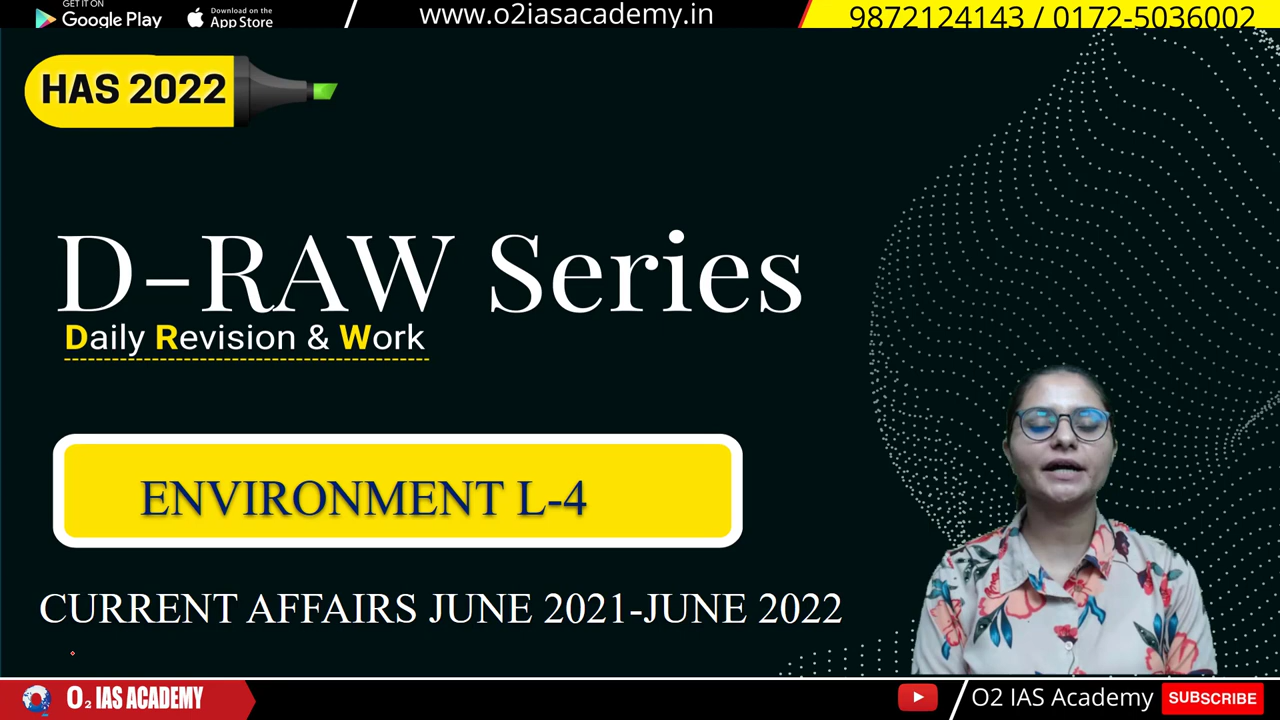 GET IT ON
Google Play
Download on the
App Store
www.o2iasacademy.in
9872124143 / 0172-5036002
HAS 2022
D-RAW Series
Daily Revision & Work
ENVIRONMENT L-4
CURRENT AFFAIRS JUNE 2021-JUNE 2022
O2 IAS ACADEMY
O2 IAS Academy
SUBSCRIBE